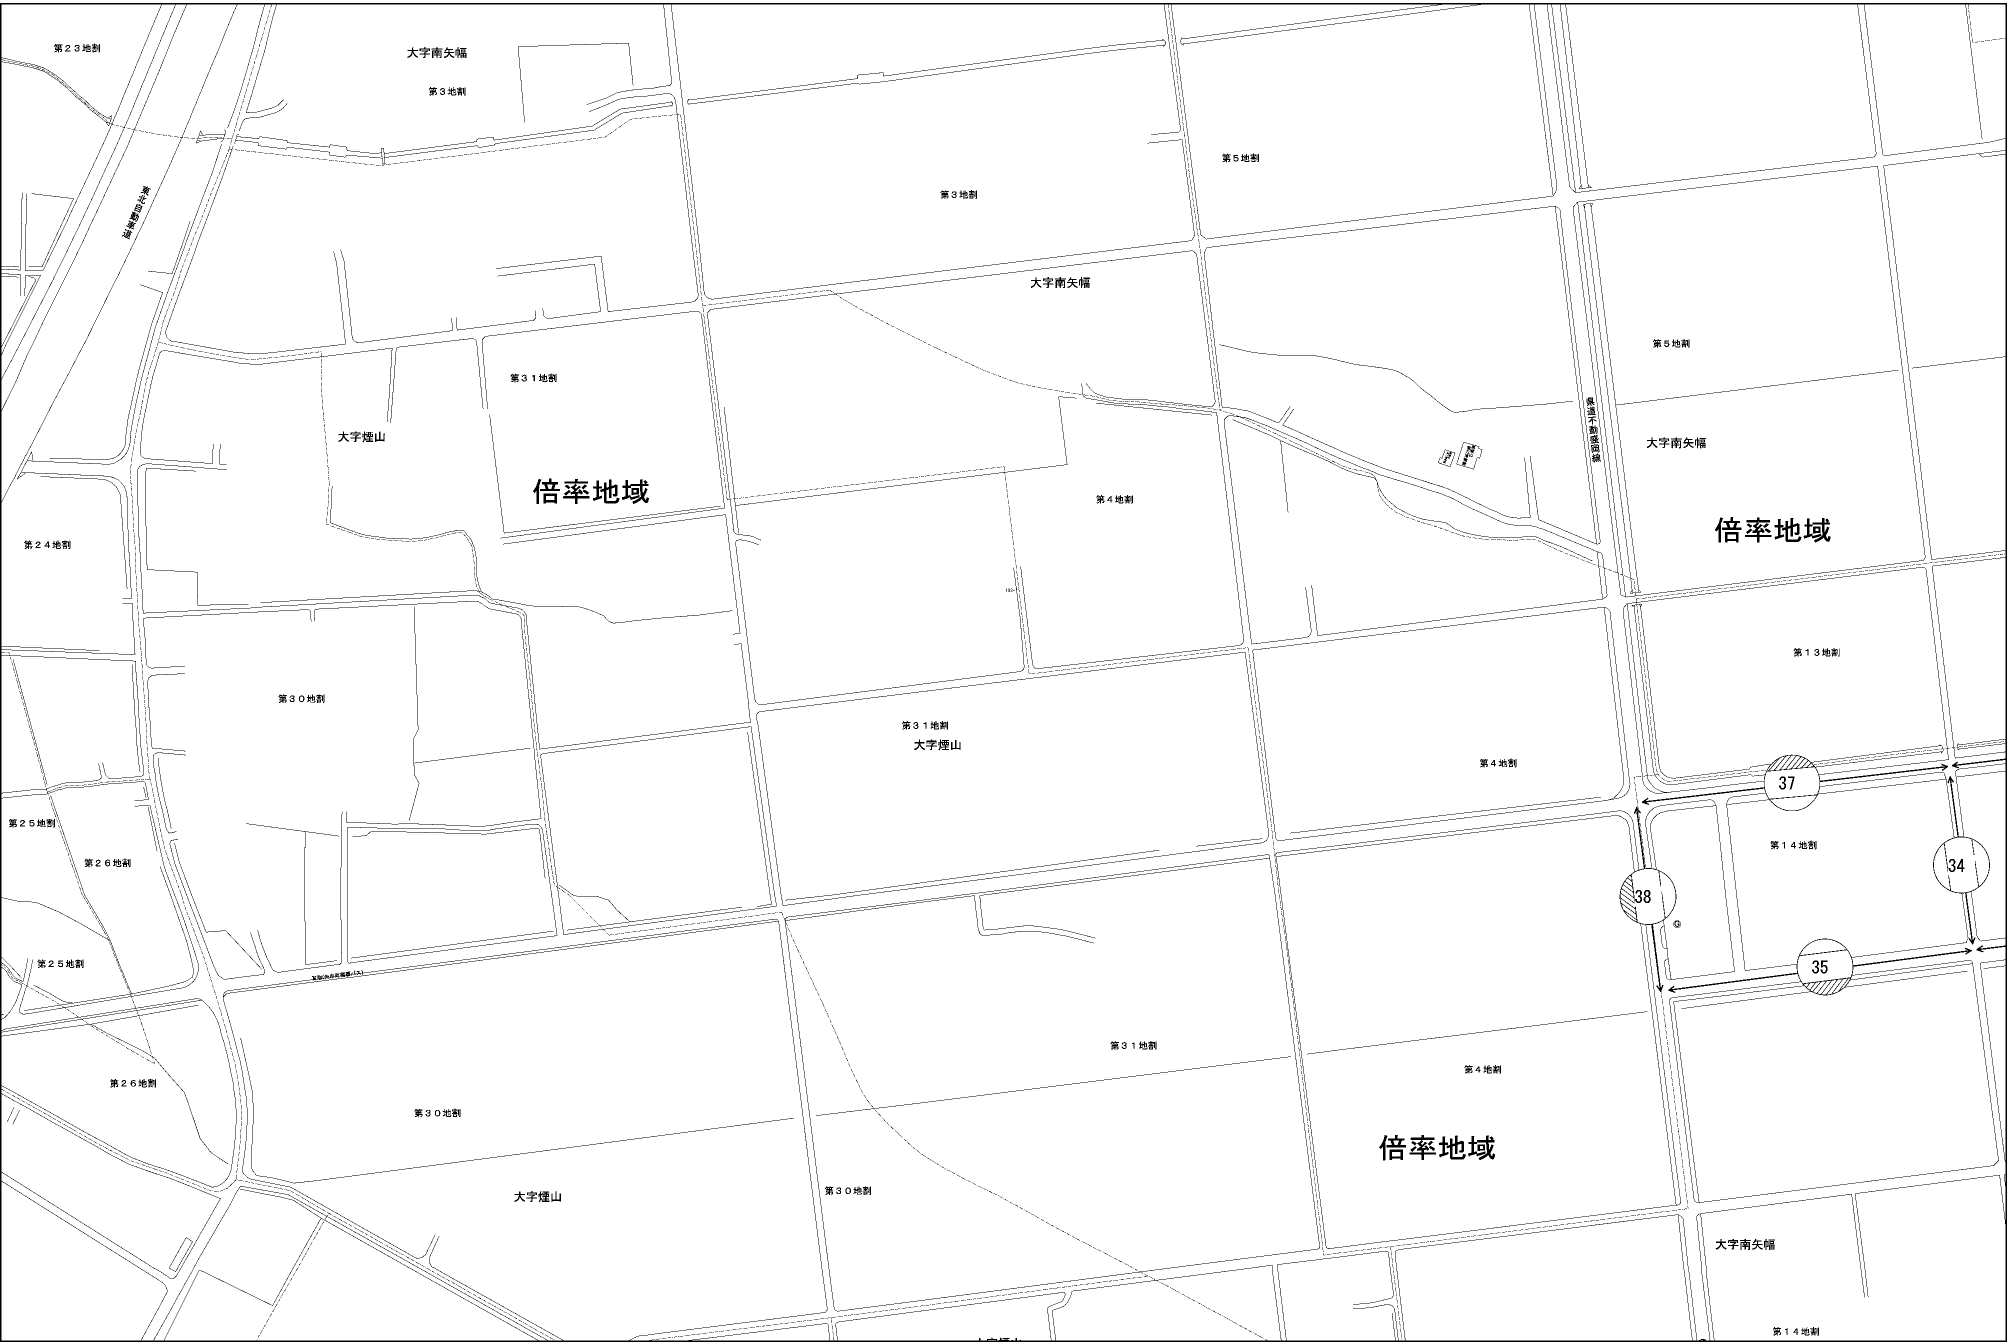 第23地割
大字南矢幅
第3地割
第5地割
東北自動車道
第3地割
大字南矢幅
第5地割
第31地割
県道不動盛岡線
大字煙山
大字南矢幅
倍率地域
第4地割
倍率地域
第24地割
第13地割
第30地割
第31地割
大字煙山
第4地割
37
第25地割
第26地割
第14地割
34
38
第25地割
35
第31地割
第4地割
第26地割
第30地割
倍率地域
第30地割
大字煙山
大字南矢幅
第14地割